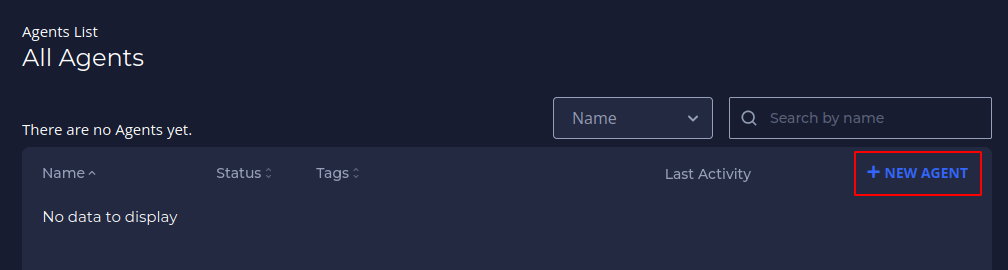 Agents List
All Agents
There are no Agents yet.
Name
Search by name
Name Status Tags Last Activity + NEW AGENT
No data to display